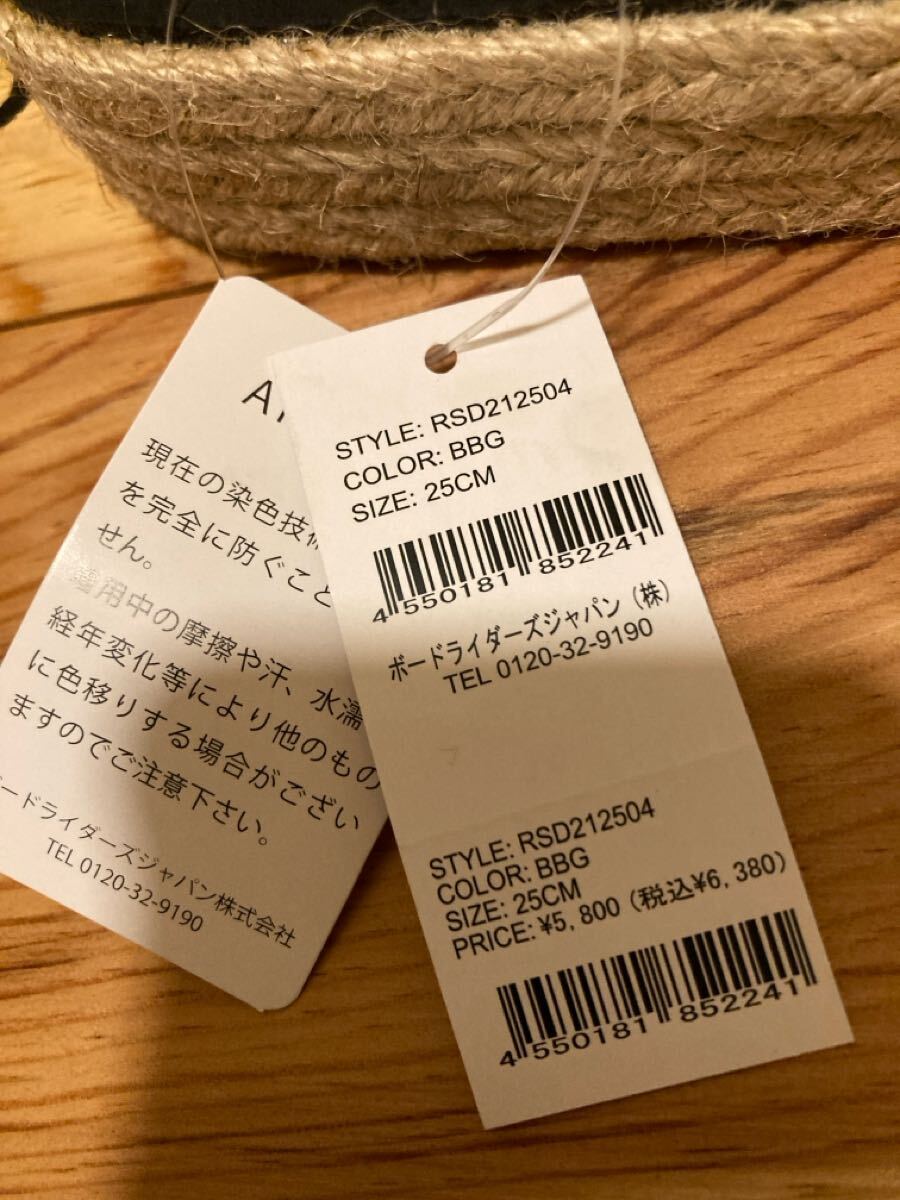 現在の染色技術
を完全に防ぐこと
せん。
着用中の摩擦や汗、水濡
経年変化等により他のもの
に色移りする場合がござい
ますのでご注意下さい。
ードライダーズジャパン株式会社
TEL 0120-32-9190
STYLE: RSD212504
COLOR: BBG
SIZE: 25CM
4 550181 852241
ボードライダーズジャパン（株）
TEL 0120-32-9190
STYLE: RSD212504
COLOR: BBG
SIZE: 25CM
PRICE: ¥5,800（税込¥6,380）
4 550181 852241